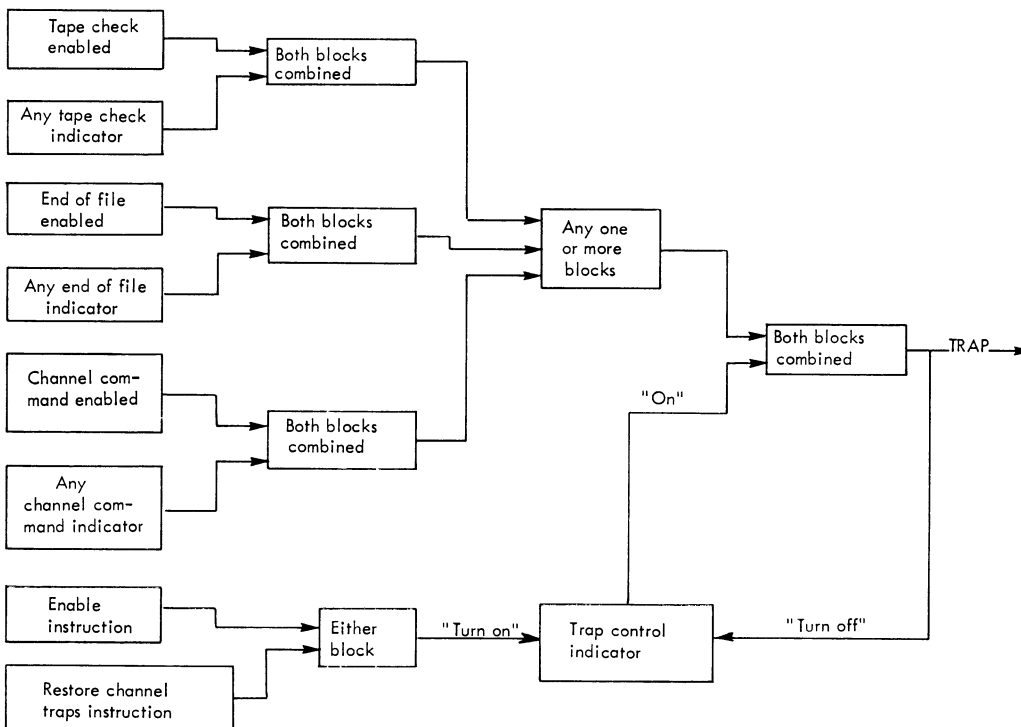 Tape check
enabled
Any tape check
indicator
Both blocks
combined
End of file
enabled
Any end of file
indicator
Both blocks
combined
Channel com-
mand enabled
Any
channel com-
mand indicator
Both blocks
combined
Any one
or more
blocks
Both blocks
combined
TRAP
"On"
Enable
instruction
Restore channel
traps instruction
Either
block
"Turn on"
Trap control
indicator
"Turn off"